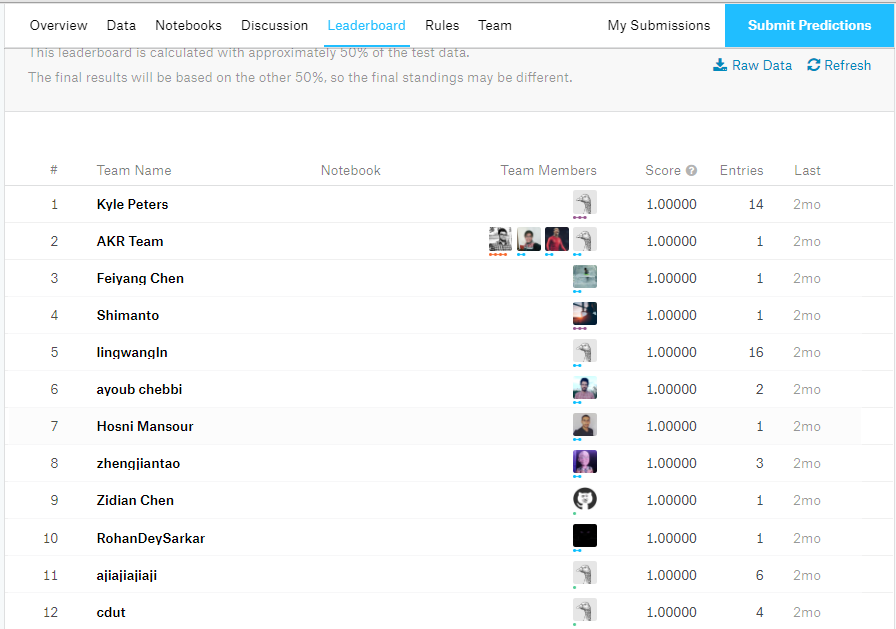 Overview Data Notebooks Discussion Leaderboard Rules Team My Submissions Submit Predictions
This leaderboard is calculated with approximately 50% of the test data.
The final results will be based on the other 50%, so the final standings may be different.
Raw Data Refresh
# Team Name Notebook Team Members Score ? Entries Last
1 Kyle Peters 1.00000 14 2mo
2 AKR Team 1.00000 1 2mo
3 Feiyang Chen 1.00000 1 2mo
4 Shimanto 1.00000 1 2mo
5 lingwangln 1.00000 16 2mo
6 ayoub chebbi 1.00000 2 2mo
7 Hosni Mansour 1.00000 1 2mo
8 zhengjiantao 1.00000 3 2mo
9 Zidian Chen 1.00000 1 2mo
10 RohanDeySarkar 1.00000 1 2mo
11 ajiajiajiaji 1.00000 6 2mo
12 cdut 1.00000 4 2mo